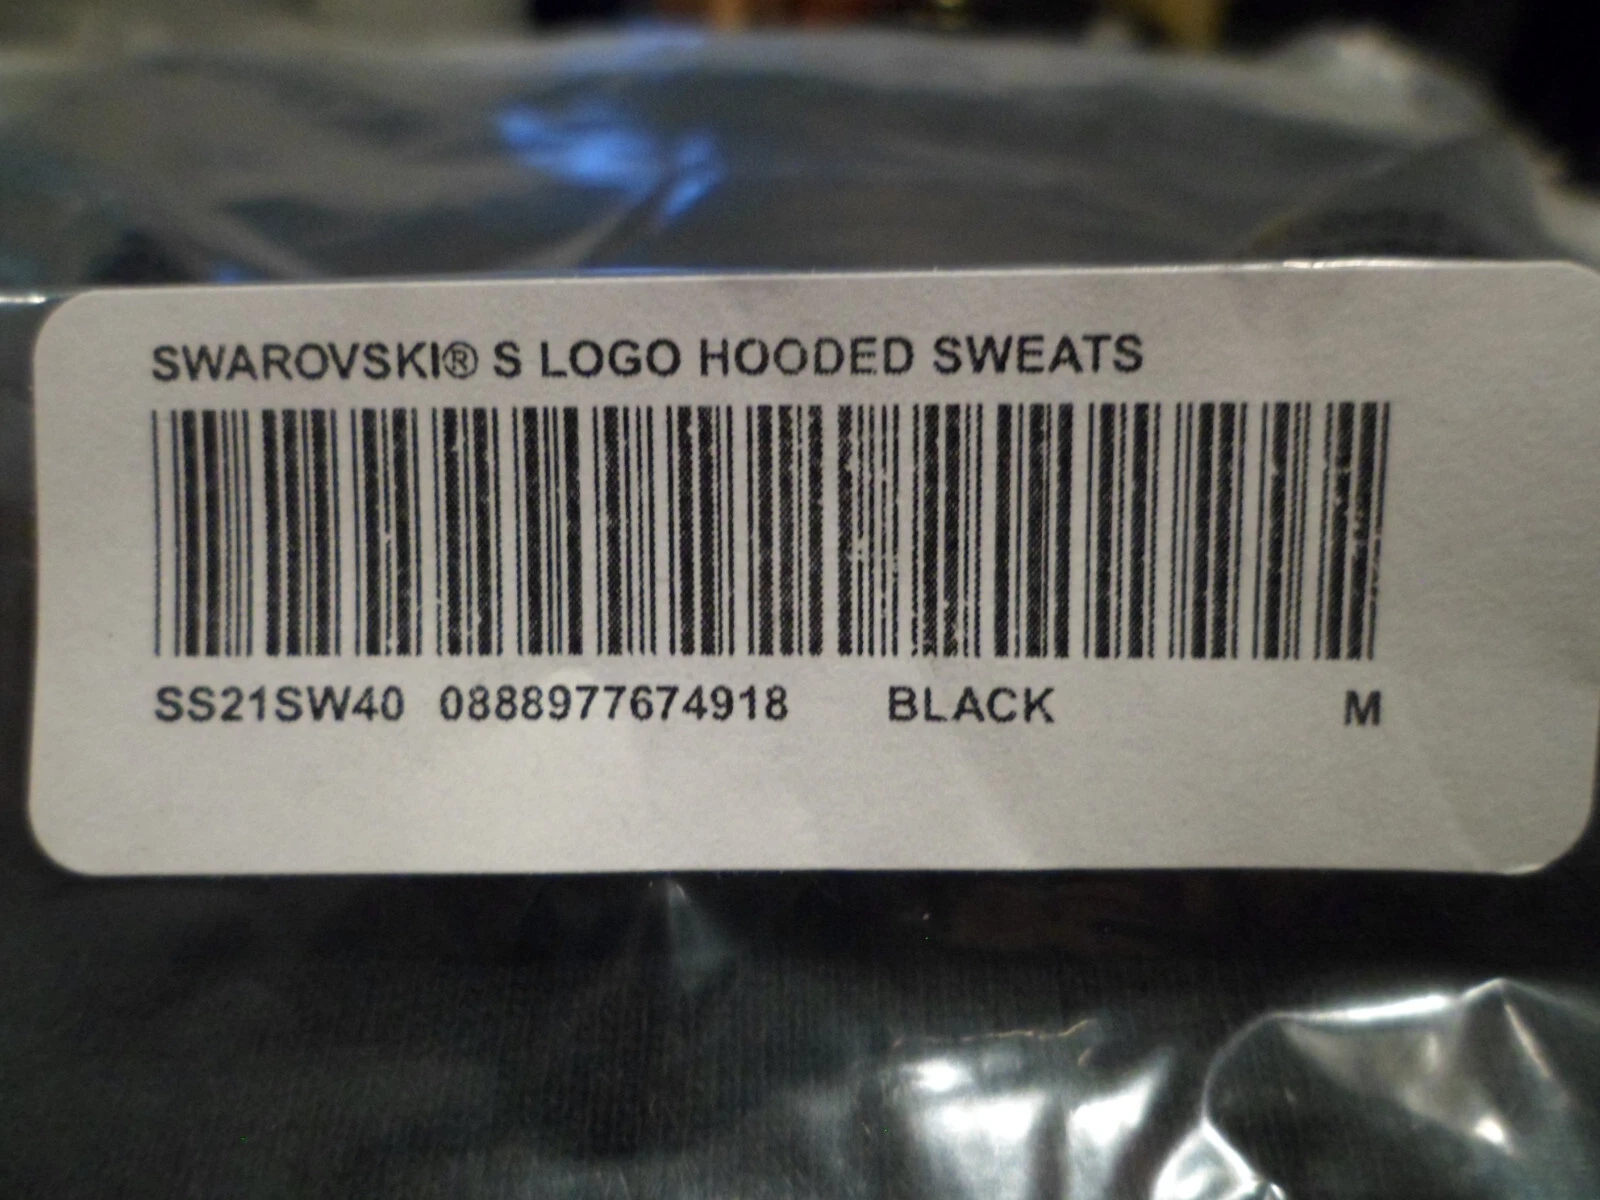 SWAROVSKI® S LOGO HOODED SWEATS
SS21SW40 0888977674918 BLACK M